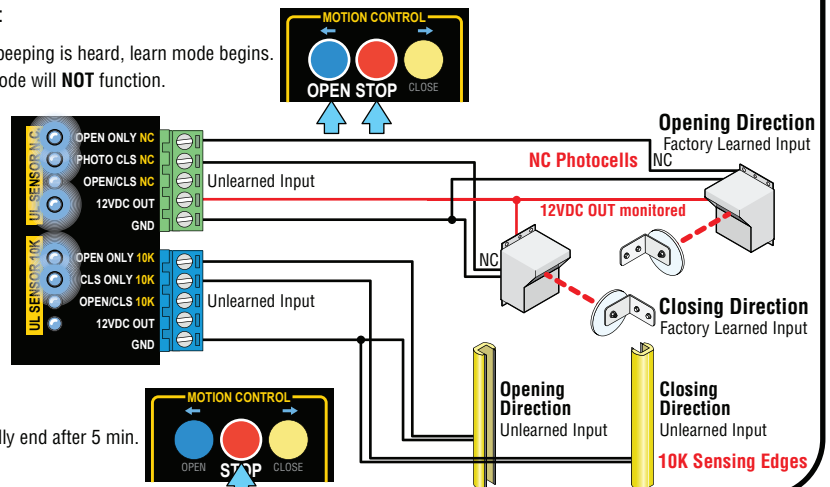 :
MOTION CONTROL
peeping is heard, learn mode begins.
ode will NOT function.
OPEN STOP CLOSE
UL SENSOR N.C.
OPEN ONLY NC
PHOTO CLS NC
OPEN/CLS NC
12VDC OUT
GND
Unlearned Input
NC Photocells
NC
Opening Direction
Factory Learned Input
12VDC OUT monitored
NC
UL SENSOR 10K
OPEN ONLY 10K
CLS ONLY 10K
OPEN/CLS 10K
12VDC OUT
GND
Unlearned Input
Closing Direction
Factory Learned Input
Opening
Direction
Unlearned Input
Closing
Direction
Unlearned Input
10K Sensing Edges
lly end after 5 min.
MOTION CONTROL
OPEN STOP CLOSE